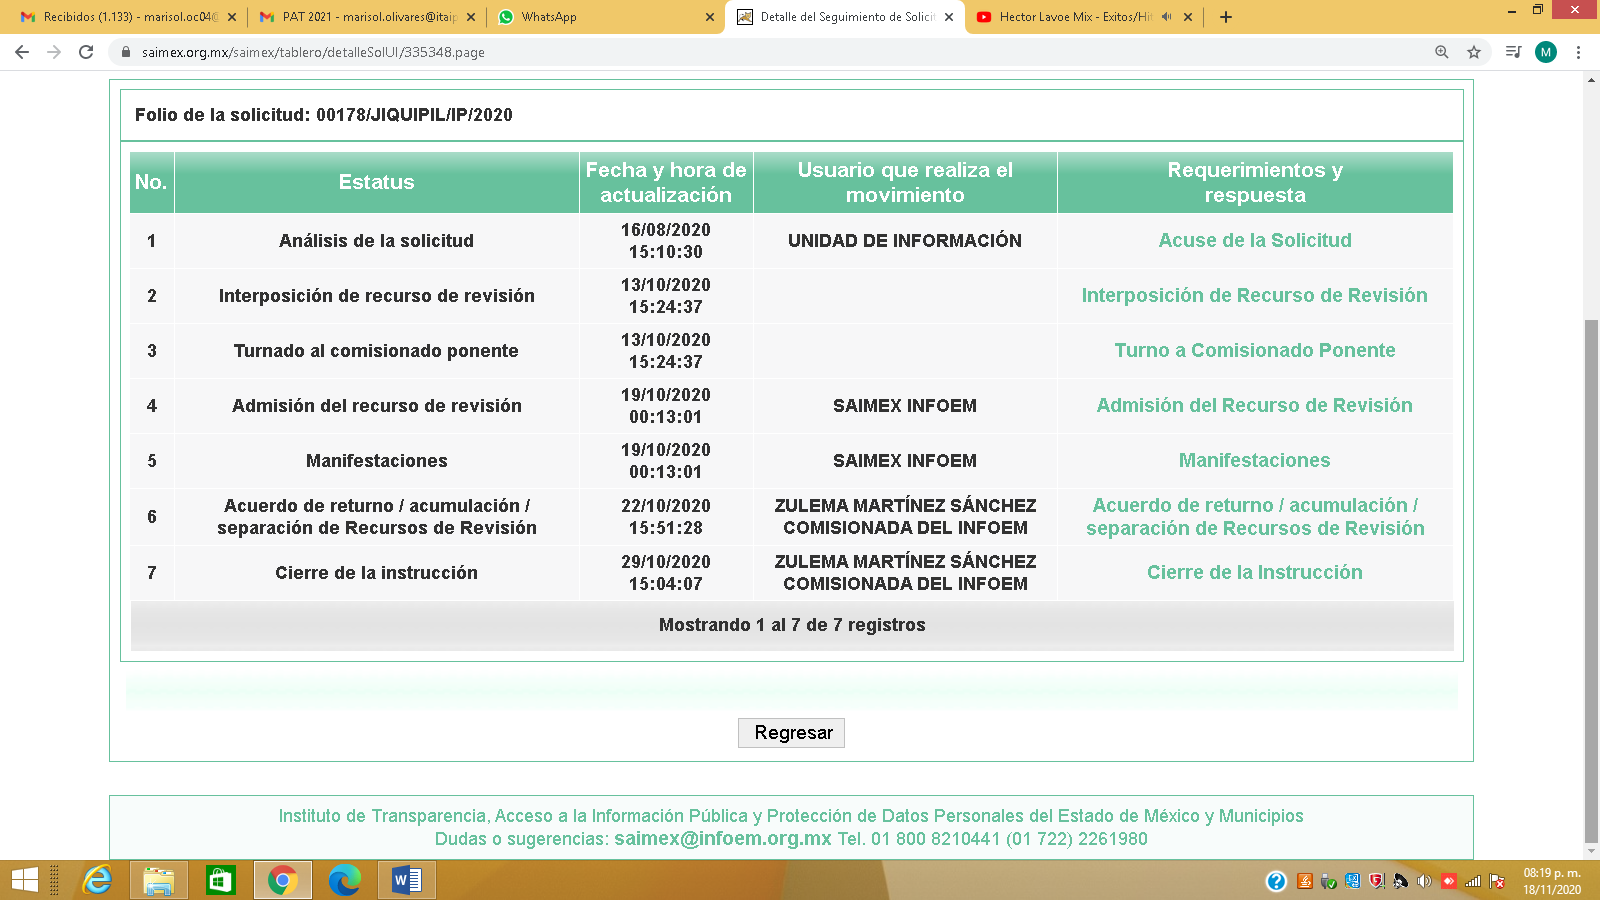 Recibidos (1.133) - marisol.oc04@
PAT 2021 - marisol.olivares@itaip
WhatsApp
Detalle del Seguimiento de Solicit
Hector Lavoe Mix - Exitos/Hit
saimex.org.mx/saimex/tablero/detalleSolUI/335348.page
M
Folio de la solicitud: 00178/JIQUIPIL/IP/2020
No.
Estatus
Fecha y hora de
actualización
Usuario que realiza el
movimiento
Requerimientos y
respuesta
1
Análisis de la solicitud
16/08/2020
15:10:30
UNIDAD DE INFORMACIÓN
Acuse de la Solicitud
2
Interposición de recurso de revisión
13/10/2020
15:24:37
Interposición de Recurso de Revisión
3
Turnado al comisionado ponente
13/10/2020
15:24:37
Turno a Comisionado Ponente
4
Admisión del recurso de revisión
19/10/2020
00:13:01
SAIMEX INFOEM
Admisión del Recurso de Revisión
5
Manifestaciones
19/10/2020
00:13:01
SAIMEX INFOEM
Manifestaciones
6
Acuerdo de returno / acumulación /
separación de Recursos de Revisión
22/10/2020
15:51:28
ZULEMA MARTÍNEZ SÁNCHEZ
COMISIONADA DEL INFOEM
Acuerdo de returno / acumulación /
separación de Recursos de Revisión
7
Cierre de la instrucción
29/10/2020
15:04:07
ZULEMA MARTÍNEZ SÁNCHEZ
COMISIONADA DEL INFOEM
Cierre de la Instrucción
Mostrando 1 al 7 de 7 registros
Regresar
Instituto de Transparencia, Acceso a la Información Pública y Protección de Datos Personales del Estado de México y Municipios
Dudas o sugerencias: saimex@infoem.org.mx Tel. 01 800 8210441 (01 722) 2261980
08:19 p. m.
18/11/2020